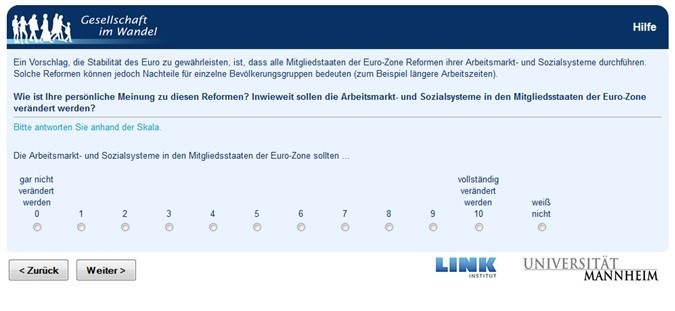 Gesellschaft
im Wandel
Hilfe
Ein Vorschlag, die Stabilität des Euro zu gewährleisten, ist, dass alle Mitgliedstaaten der Euro-Zone Reformen ihrer Arbeitsmarkt- und Sozialsysteme durchführen.
Solche Reformen können jedoch Nachteile für einzelne Bevölkerungsgruppen bedeuten (zum Beispiel längere Arbeitszeiten).
Wie ist Ihre persönliche Meinung zu diesen Reformen? Inwieweit sollen die Arbeitsmarkt- und Sozialsysteme in den Mitgliedsstaaten der Euro-Zone
verändert werden?
Bitte antworten Sie anhand der Skala.
Die Arbeitsmarkt- und Sozialsysteme in den Mitgliedsstaaten der Euro-Zone sollten ...
gar nicht vollständig
verändert verändert weiß
werden werden nicht
0 1 2 3 4 5 6 7 8 9 10
< Zurück Weiter >
LINK
INSTITUT
UNIVERSITÄT
MANNHEIM